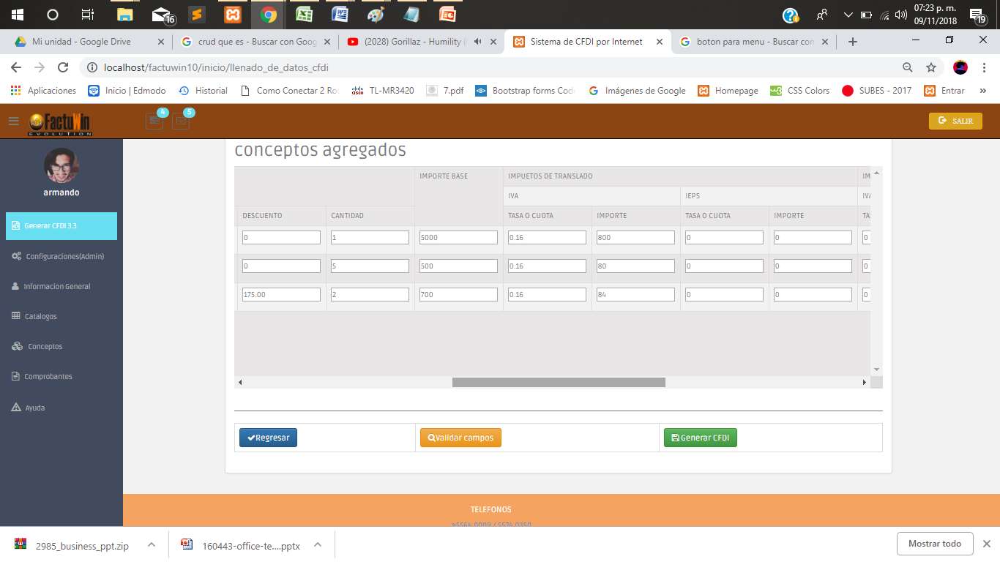 16
07:23 p. m.
09/11/2018
19
Mi unidad - Google Drive
crud que es - Buscar con Goog
(2028) Gorillaz - Humility (
Sistema de CFDI por Internet
boton para menu - Buscar con
localhost/factuwin10/inicio/llenado_de_datos_cfdi
Aplicaciones
Inicio | Edmodo
Historial
Como Conectar 2 Ro
TL-MR3420
7.pdf
Bootstrap forms Cod
Imágenes de Google
Homepage
CSS Colors
SUBES - 2017
Entrar
»
FactuWin
EVOLUTION
4
5
SALIR
armando
Generar CFDI 3.3
Configuraciones(Admin)
Informacion General
Catalogos
Conceptos
Comprobantes
Ayuda
conceptos agregados
IMPORTE BASE
IMPUETOS DE TRANSLADO
IM
IVA
IEPS
IVA
DESCUENTO
CANTIDAD
TASA O CUOTA
IMPORTE
TASA O CUOTA
IMPORTE
TA
0
1
5000
0.16
800
0
0
0
0
5
500
0.16
80
0
0
0
175.00
2
700
0.16
84
0
0
0
Regresar
Validar campos
Generar CFDI
TELEFONOS
»5564 0009 / 5574 0350
2985_business_ppt.zip
160443-office-te....pptx
Mostrar todo